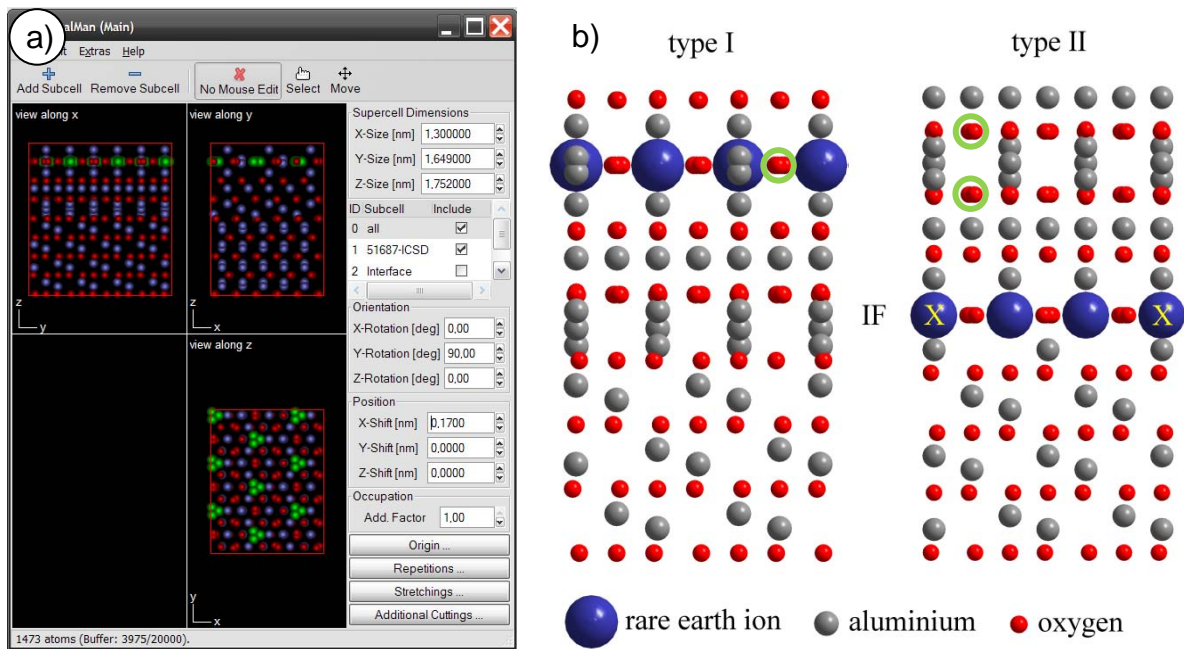 a)
alMan (Main)
t Extras Help
Add Subcell Remove Subcell No Mouse Edit Select Move
view along x
view along y
view along z
z
y
z
x
y
x
Supercell Dimensions
X-Size [nm] 1,300000
Y-Size [nm] 1,649000
Z-Size [nm] 1,752000
ID Subcell Include
0 all
1 51687-ICSD
2 Interface
Orientation
X-Rotation [deg] 0,00
Y-Rotation [deg] 90,00
Z-Rotation [deg] 0,00
Position
X-Shift [nm] 0,1700
Y-Shift [nm] 0,0000
Z-Shift [nm] 0,0000
Occupation
Add. Factor 1,00
Origin ...
Repetitions ...
Stretchings ...
Additional Cuttings ...
1473 atoms (Buffer: 3975/20000).
b)
type I
type II
IF
X X
rare earth ion aluminium oxygen